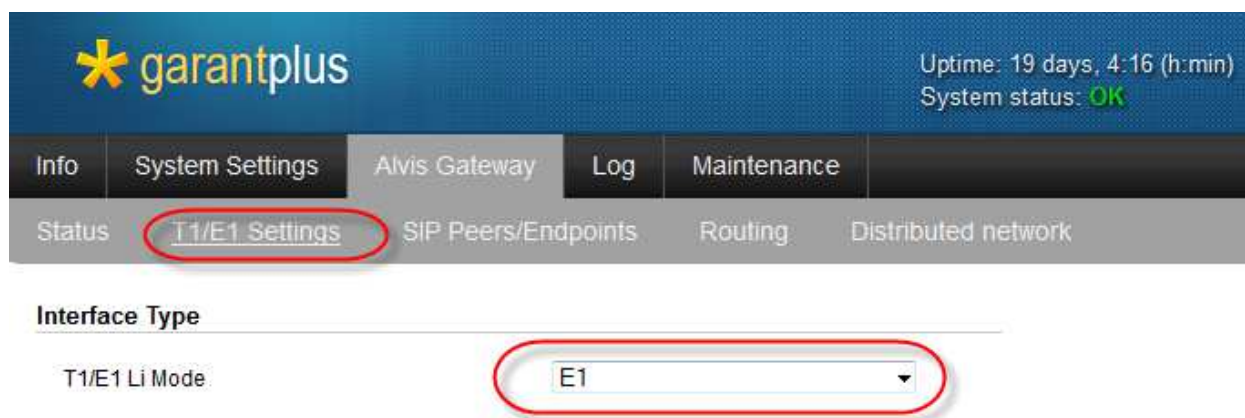 garantplus
Uptime: 19 days, 4:16 (h:min)
System status: OK
Info System Settings Alvis Gateway Log Maintenance
Status T1/E1 Settings SIP Peers/Endpoints Routing Distributed network
Interface Type
T1/E1 Li Mode E1